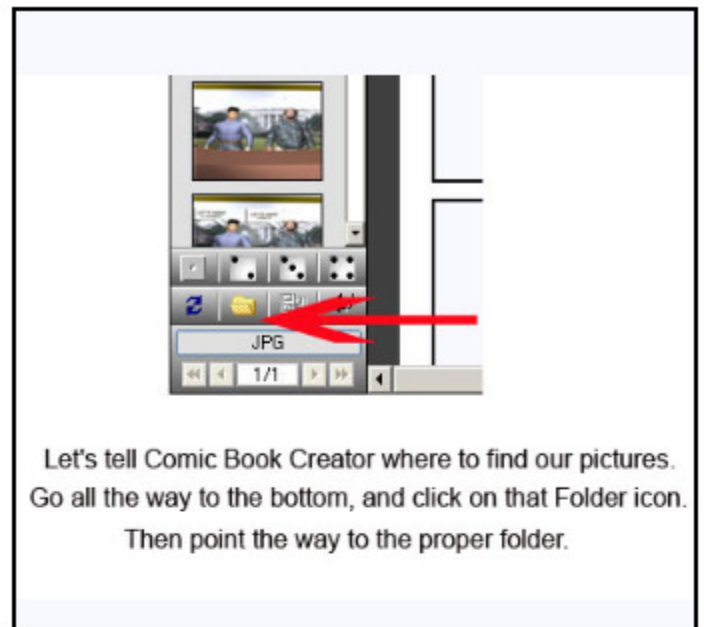 JPG
1/1
Let's tell Comic Book Creator where to find our pictures.
Go all the way to the bottom, and click on that Folder icon.
Then point the way to the proper folder.